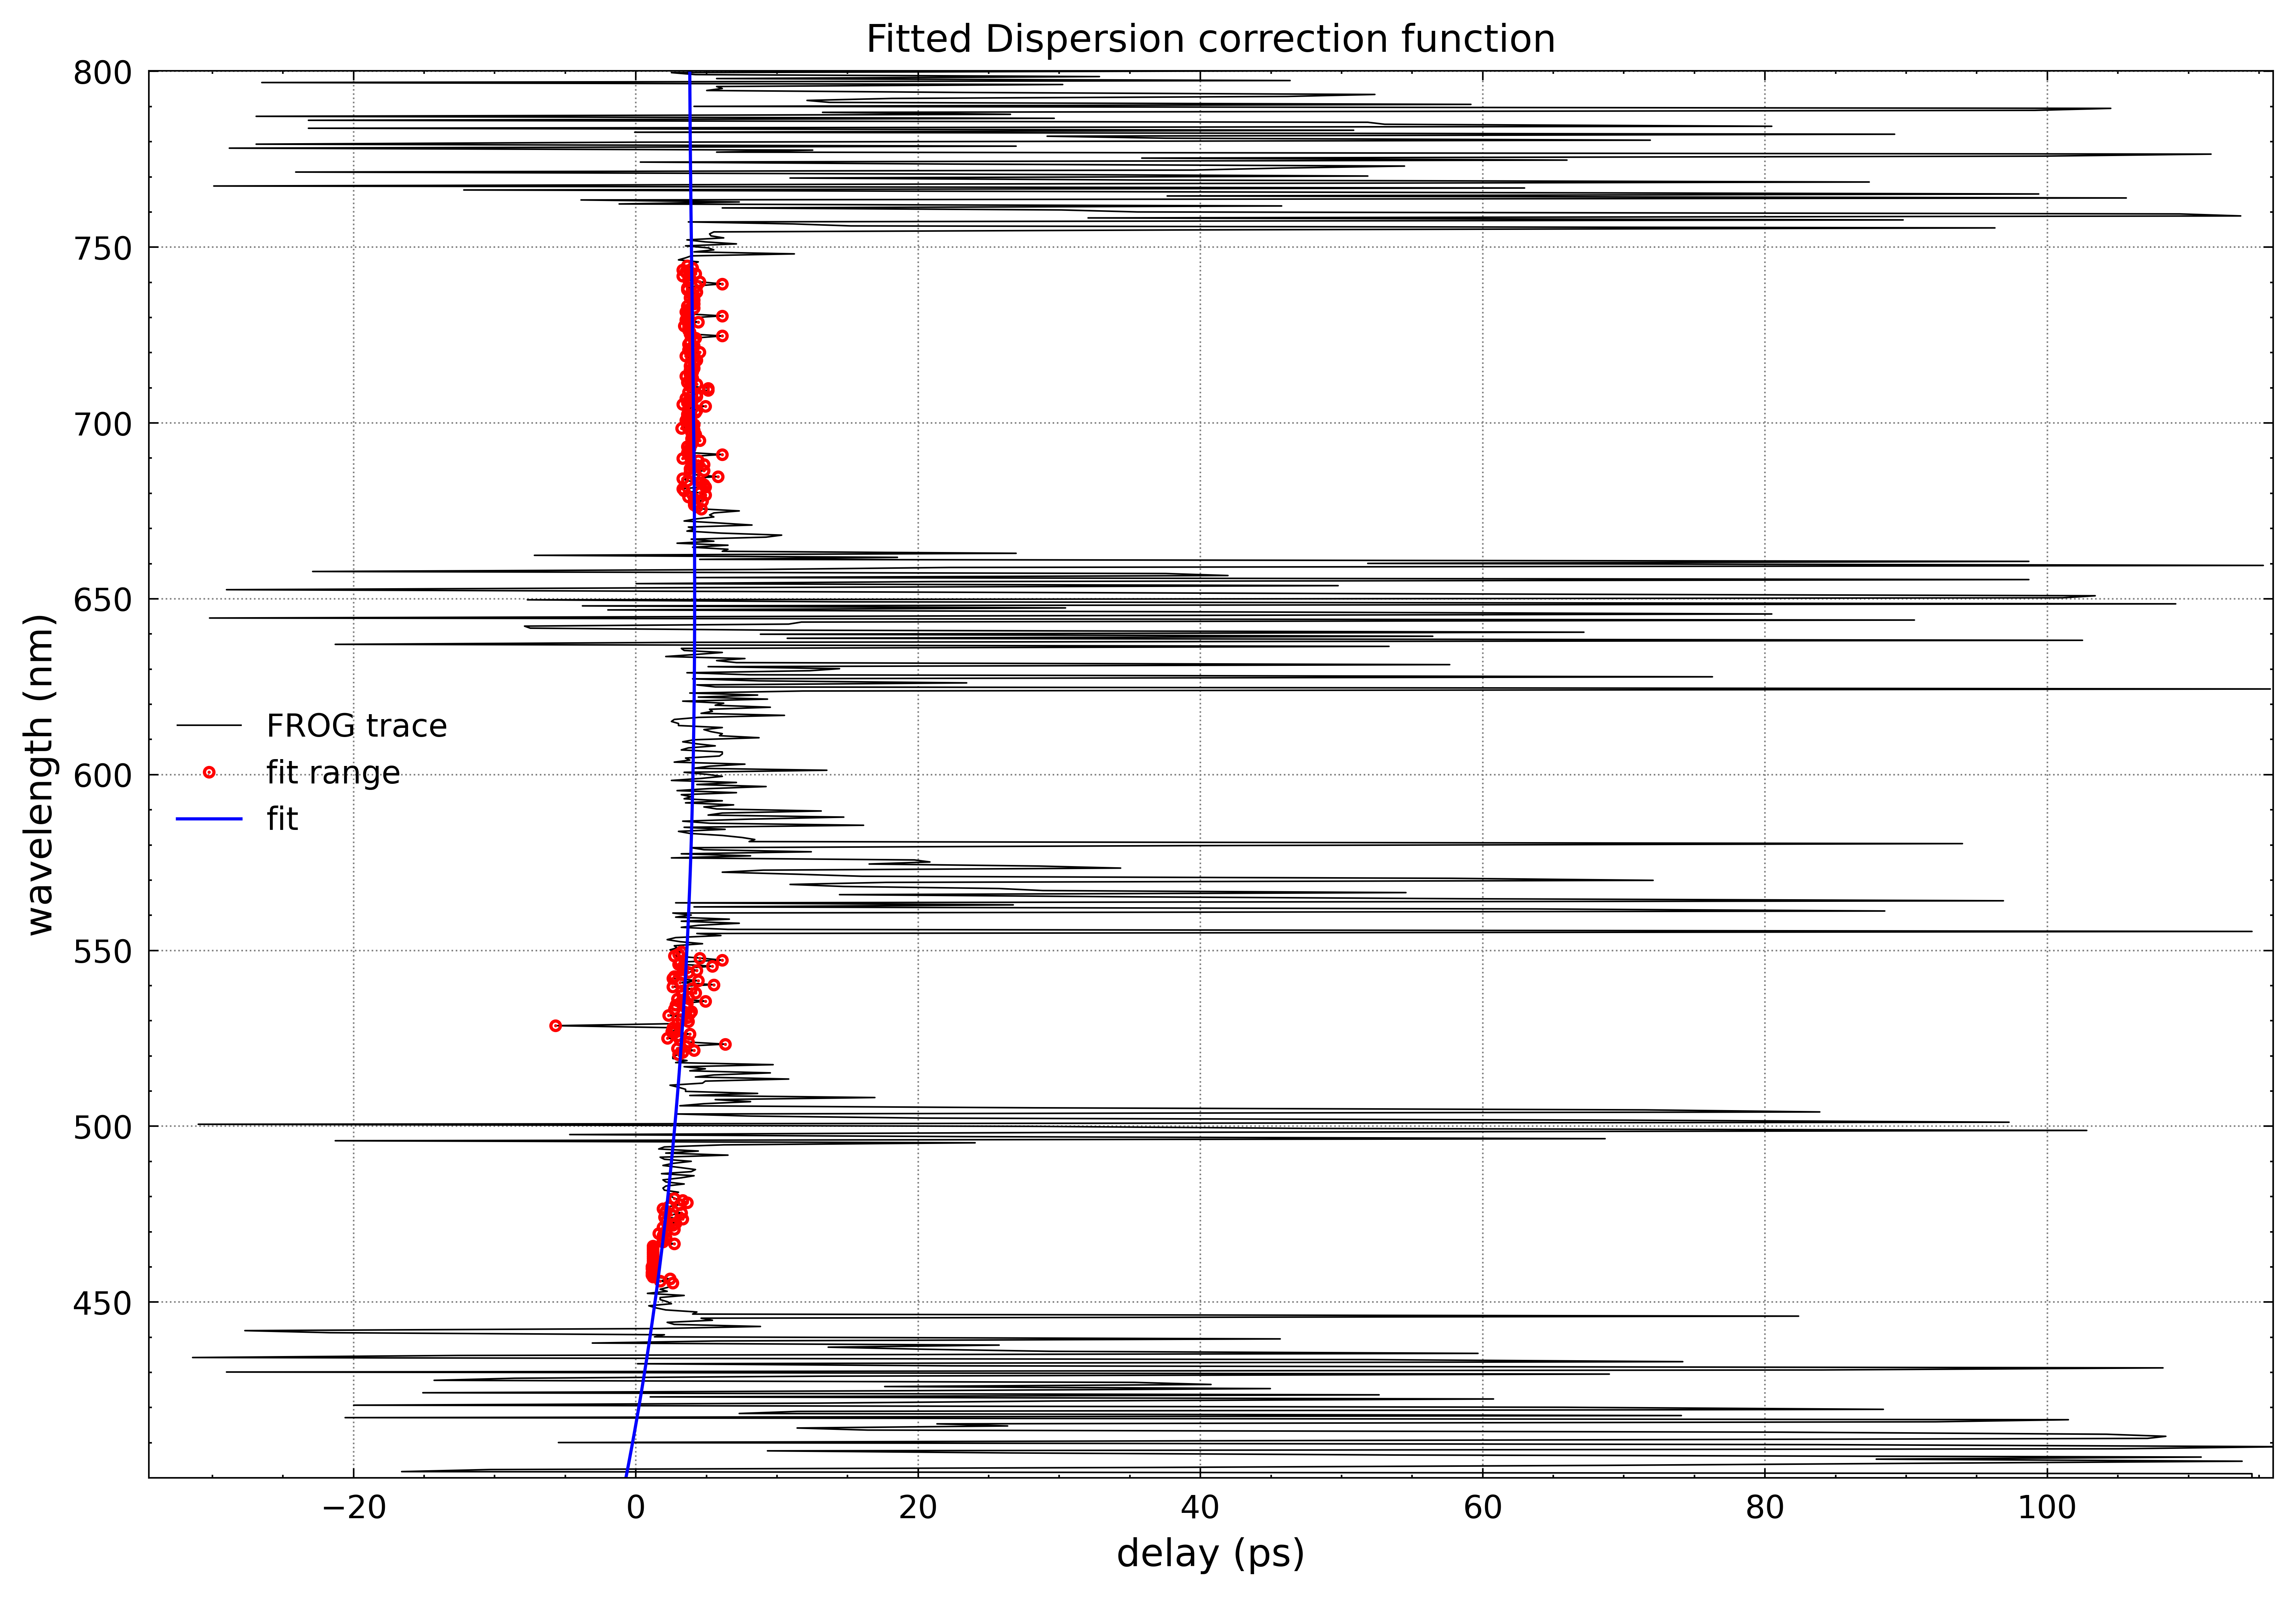 Fitted Dispersion correction function
800
750
700
650
600
550
500
450
wavelength (nm)
FROG trace
fit range
fit
−20
0
20
40
60
80
100
delay (ps)